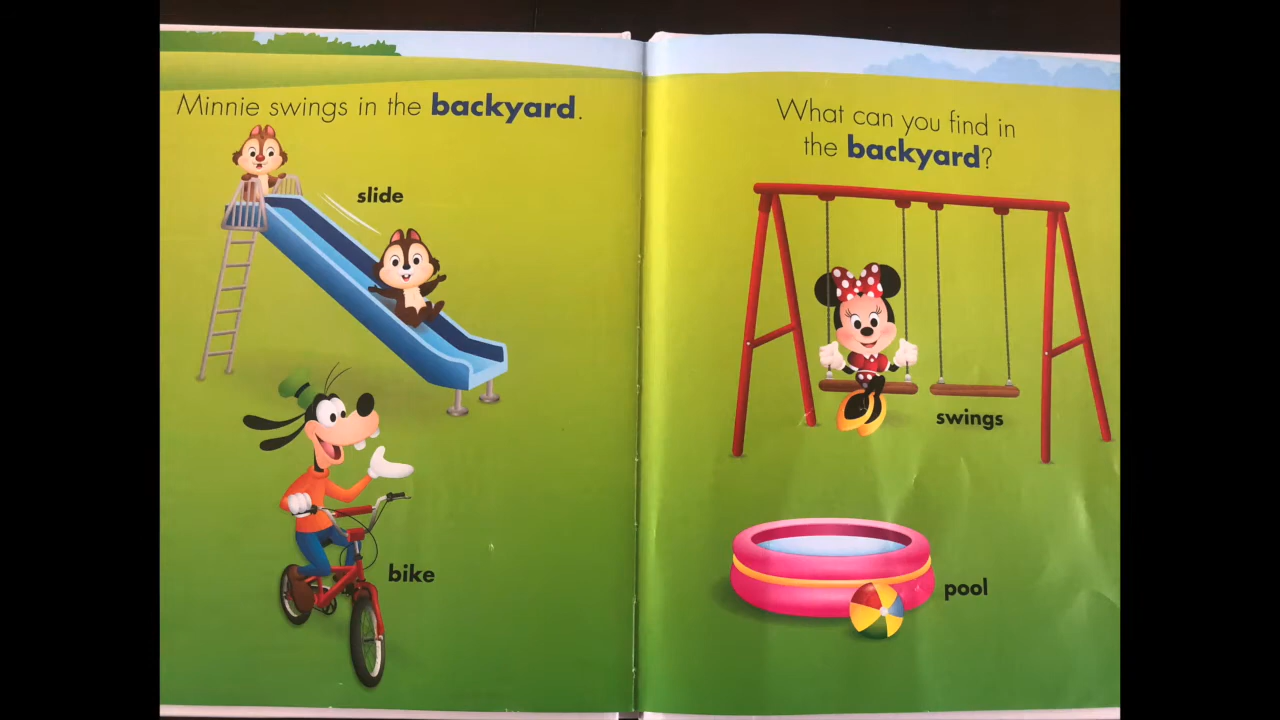 Minnie swings in the backyard.
slide
bike
What can you find in
the backyard?
swings
pool